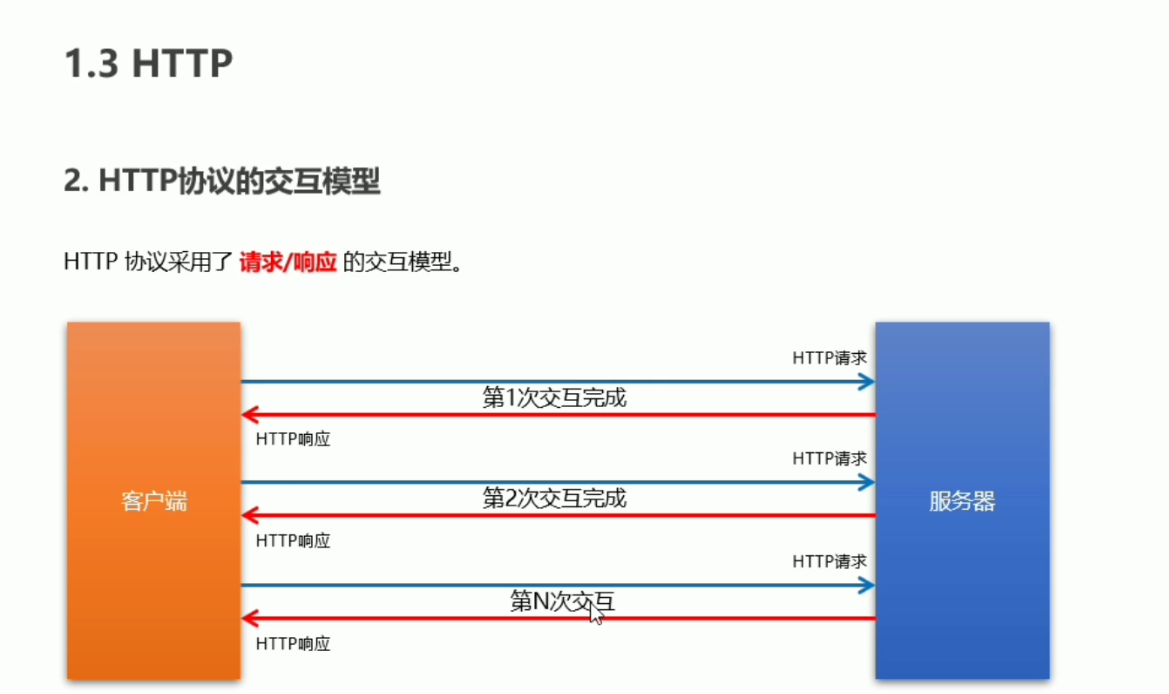 1.3 HTTP
2. HTTP协议的交互模型
HTTP 协议采用了 请求/响应 的交互模型。
HTTP请求
第1次交互完成
HTTP响应
HTTP请求
客户端
第2次交互完成
服务器
HTTP响应
HTTP请求
第N次交互
HTTP响应